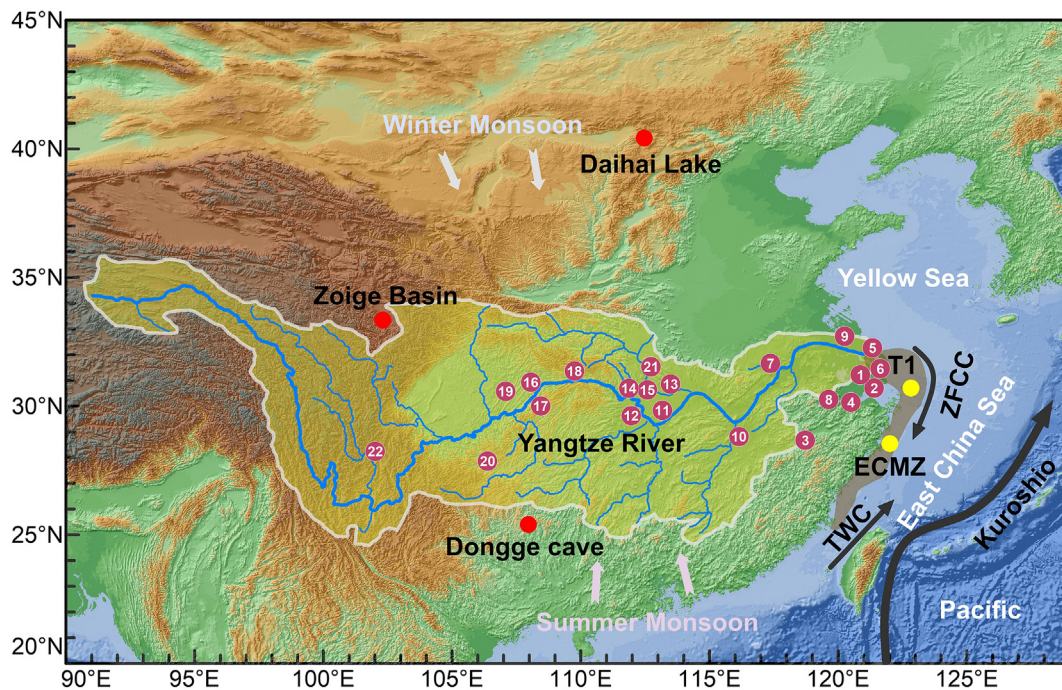 45°N
Winter Monsoon
40°N
Daihai Lake
35°N
Yellow Sea
Zoige Basin
9
5
T1
21
7
6
18
1
ZFCC
16
14
15
13
2
19
8
4
17
12
11
30°N
Yangtze River
10
3
22
20
ECMZ
East China Sea
25°N
Dongge cave
TWC
Kuroshio
Summer Monsoon
Pacific
20°N
90°E
95°E
100°E
105°E
110°E
115°E
120°E
125°E